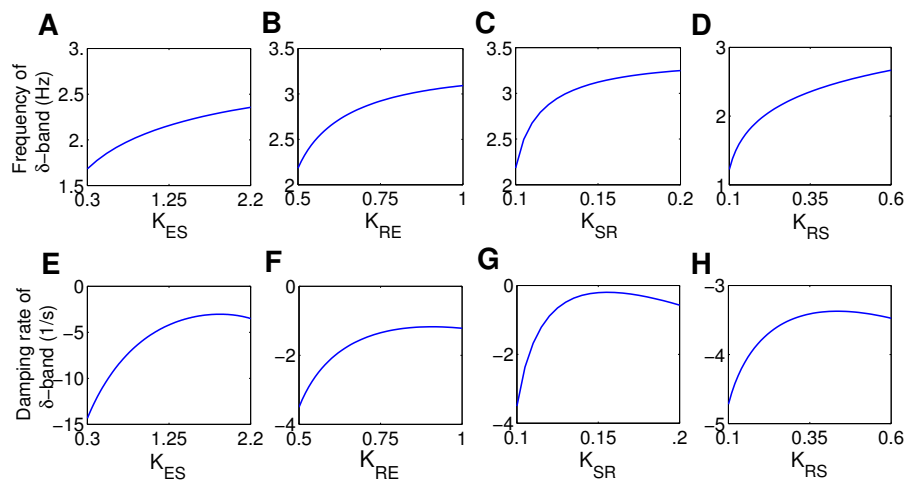 A B C D
Frequency of
δ−band (Hz)
3.
2.5
2
1.5
0.3 1.25 2.2
K_ES
3.5
3
2.5
2
0.5 0.75 1
K_RE
3.5
3
2.5
2
0.1 0.15 0.2
K_SR
4
3
2
1
0.1 0.35 0.6
K_RS
E F G H
Damping rate of
δ−band (1/s)
0
−5
−10
−15
0.3 1.25 2.2
K_ES
0
−2
−4
0.5 0.75 1
K_RE
0
−2
−4
0.1 0.15 .2
K_SR
−3
−4
−5
0.1 0.35 0.6
K_RS